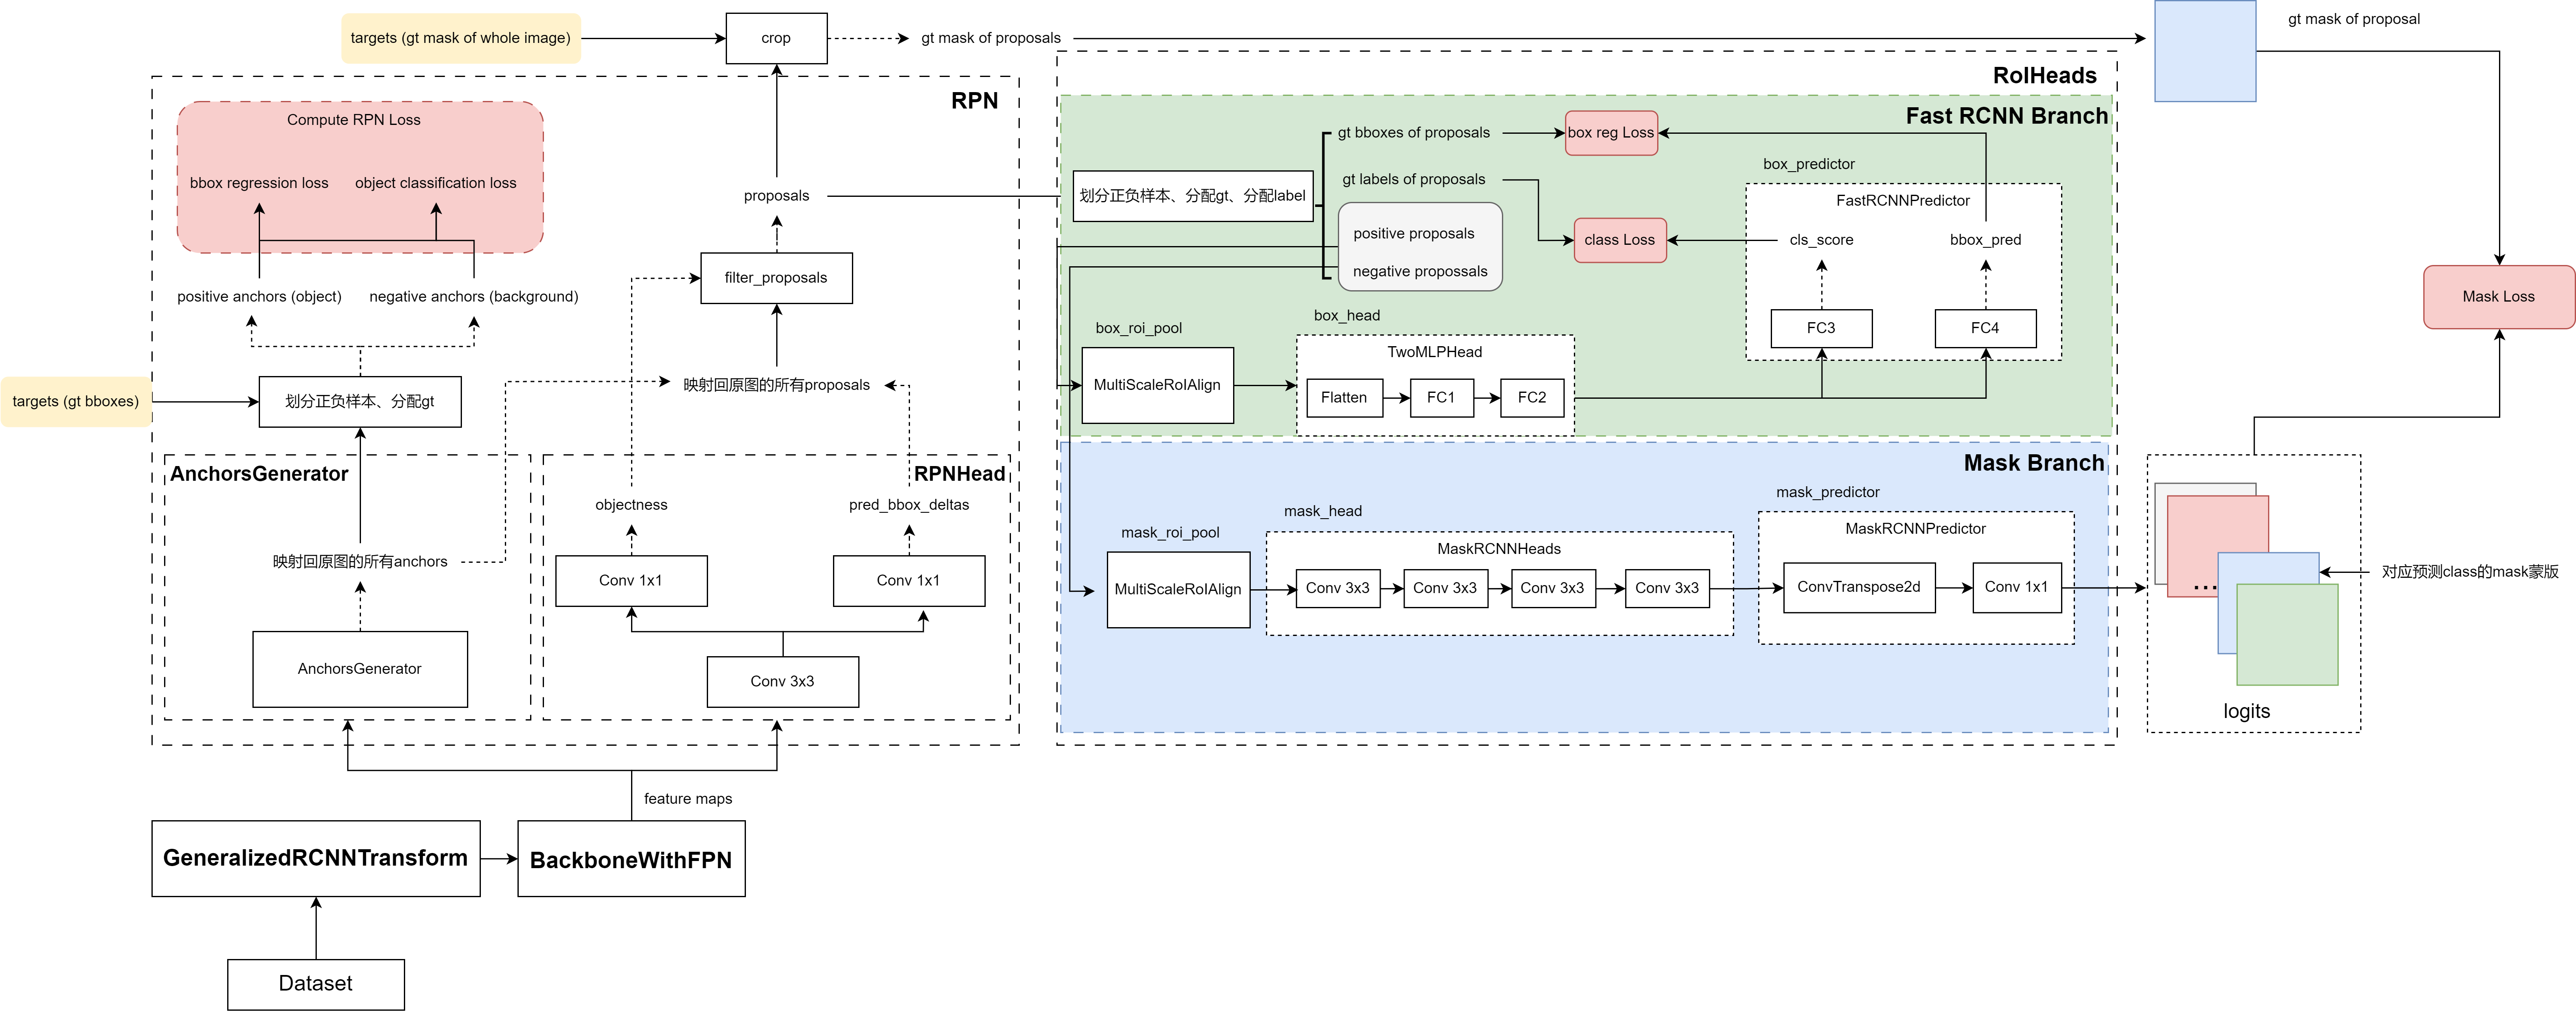 targets (gt mask of whole image)
crop
gt mask of proposals
gt mask of proposal
RPN
Compute RPN Loss
bbox regression loss
object classification loss
positive anchors (object)
negative anchors (background)
targets (gt bboxes)
划分正负样本、分配gt
proposals
filter_proposals
映射回原图的所有proposals
AnchorsGenerator
映射回原图的所有anchors
AnchorsGenerator
RPNHead
objectness
pred_bbox_deltas
Conv 1x1
Conv 1x1
Conv 3x3
feature maps
GeneralizedRCNNTransform
BackboneWithFPN
Dataset
RoIHeads
Fast RCNN Branch
划分正负样本、分配gt、分配label
gt bboxes of proposals
gt labels of proposals
positive proposals
negative propossals
box reg Loss
class Loss
box_predictor
FastRCNNPredictor
cls_score
bbox_pred
FC3
FC4
box_roi_pool
MultiScaleRoIAlign
box_head
TwoMLPHead
Flatten
FC1
FC2
Mask Branch
mask_roi_pool
MultiScaleRoIAlign
mask_head
MaskRCNNHeads
Conv 3x3
Conv 3x3
Conv 3x3
Conv 3x3
mask_predictor
MaskRCNNPredictor
ConvTranspose2d
Conv 1x1
Mask Loss
对应预测class的mask蒙版
...
logits